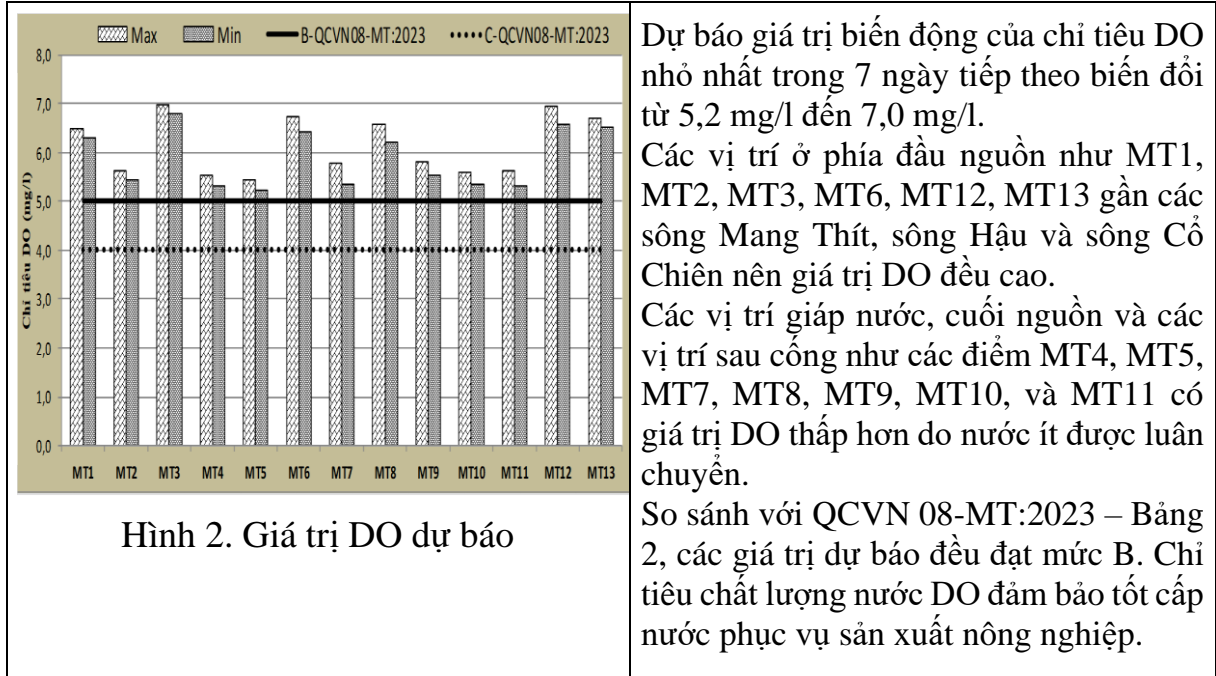 Max Min B-QCVN08-MT:2023 C-QCVN08-MT:2023
8,0
7,0
6,0
5,0
4,0
3,0
2,0
1,0
0,0
Chỉ tiêu DO (mg/l)
MT1 MT2 MT3 MT4 MT5 MT6 MT7 MT8 MT9 MT10 MT11 MT12 MT13
Hình 2. Giá trị DO dự báo
Dự báo giá trị biến động của chỉ tiêu DO
nhỏ nhất trong 7 ngày tiếp theo biến đổi
từ 5,2 mg/l đến 7,0 mg/l.
Các vị trí ở phía đầu nguồn như MT1,
MT2, MT3, MT6, MT12, MT13 gần các
sông Mang Thít, sông Hậu và sông Cổ
Chiên nên giá trị DO đều cao.
Các vị trí giáp nước, cuối nguồn và các
vị trí sau cống như các điểm MT4, MT5,
MT7, MT8, MT9, MT10, và MT11 có
giá trị DO thấp hơn do nước ít được luân
chuyển.
So sánh với QCVN 08-MT:2023 – Bảng
2, các giá trị dự báo đều đạt mức B. Chỉ
tiêu chất lượng nước DO đảm bảo tốt cấp
nước phục vụ sản xuất nông nghiệp.